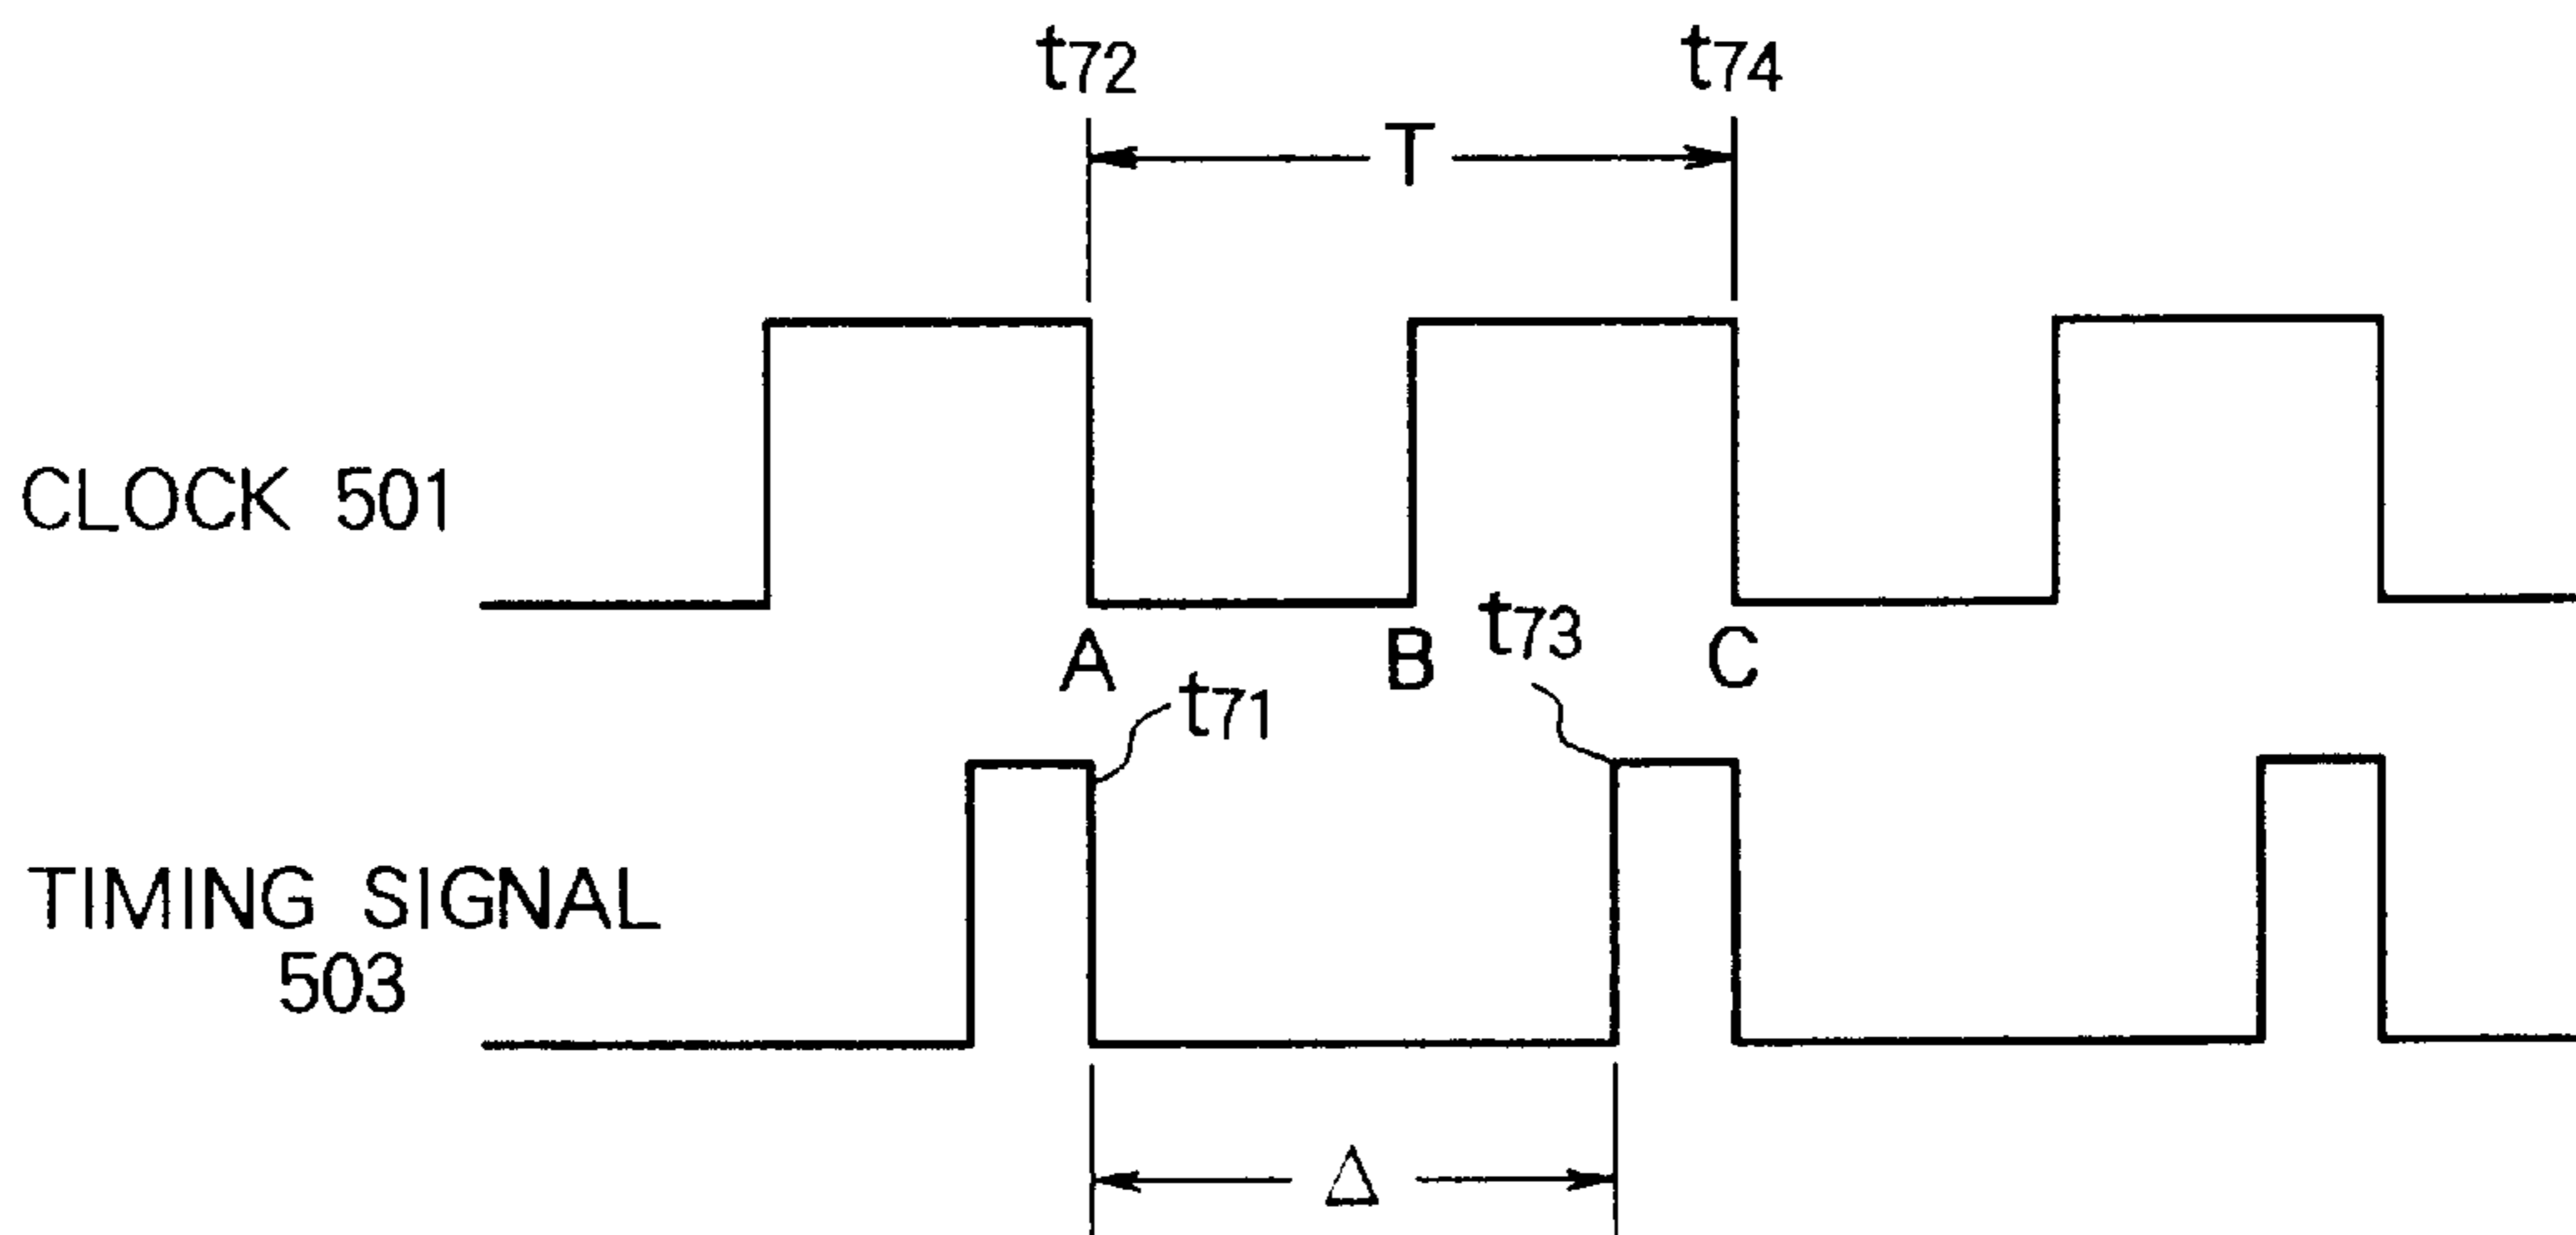 t72
t74
T
CLOCK 501
A
B
t73
C
t71
TIMING SIGNAL
503
Δ